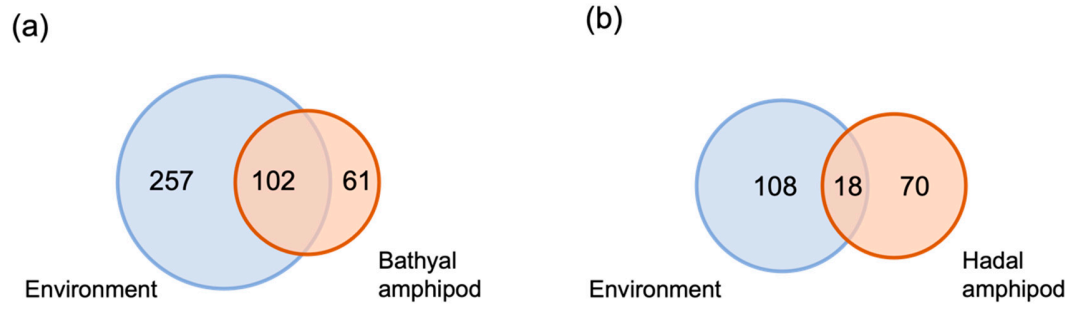 (a)
257
102
61
Environment
Bathyal
amphipod
(b)
108
18
70
Environment
Hadal
amphipod